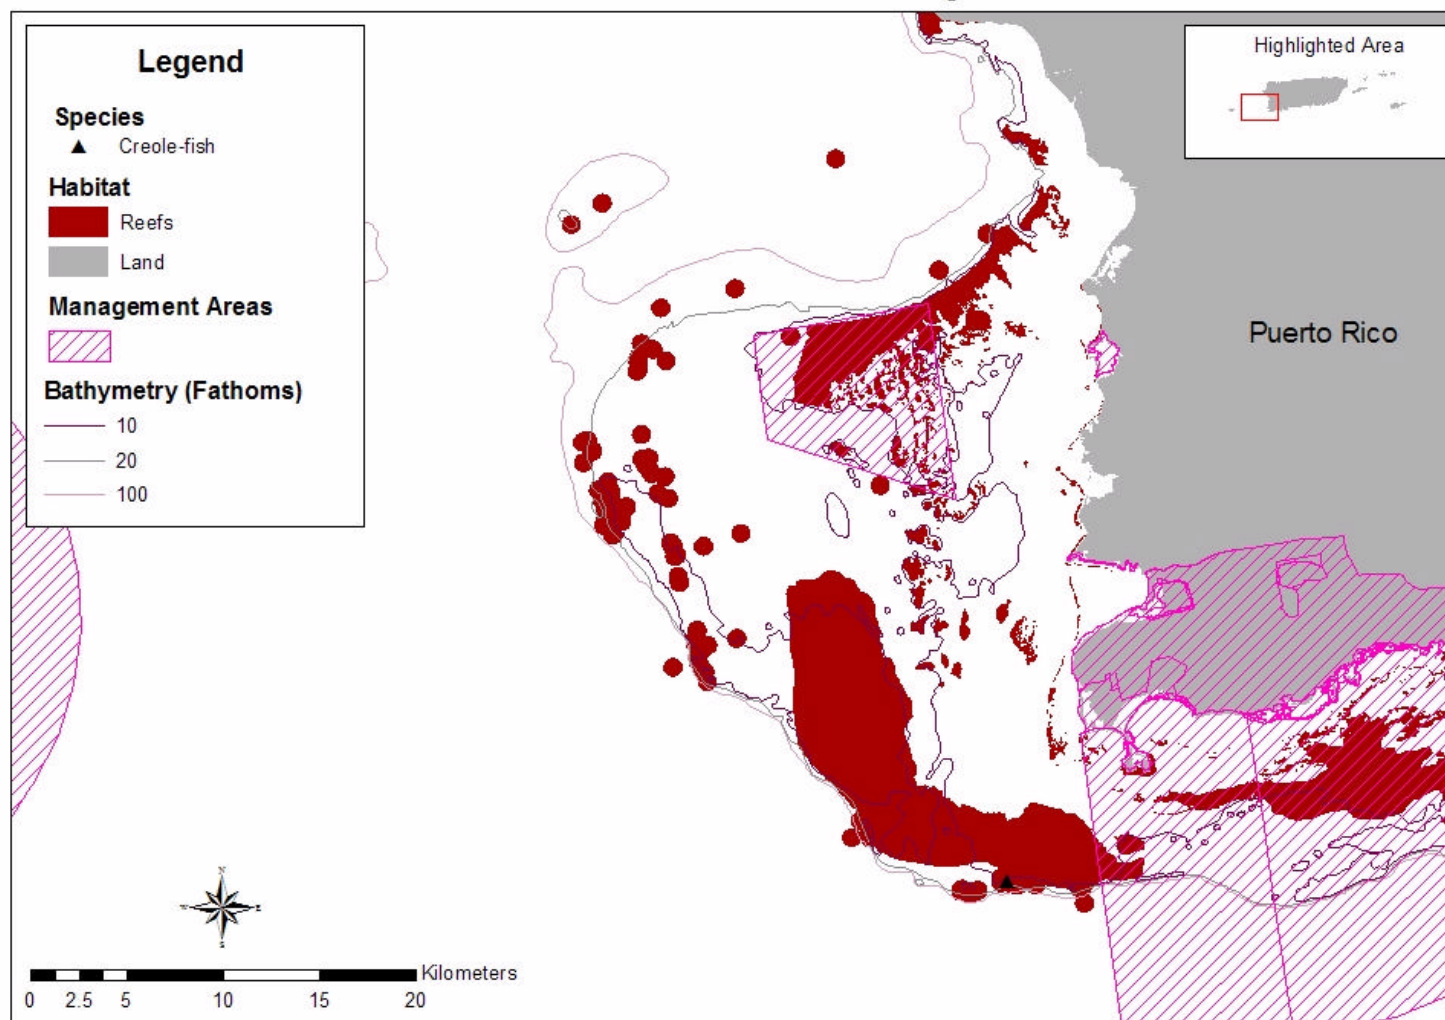 Legend
Species
Creole-fish
Habitat
Reefs
Land
Management Areas
Bathymetry (Fathoms)
10
20
100
Highlighted Area
Puerto Rico
N
W
E
S
Kilometers
0 2.5 5 10 15 20